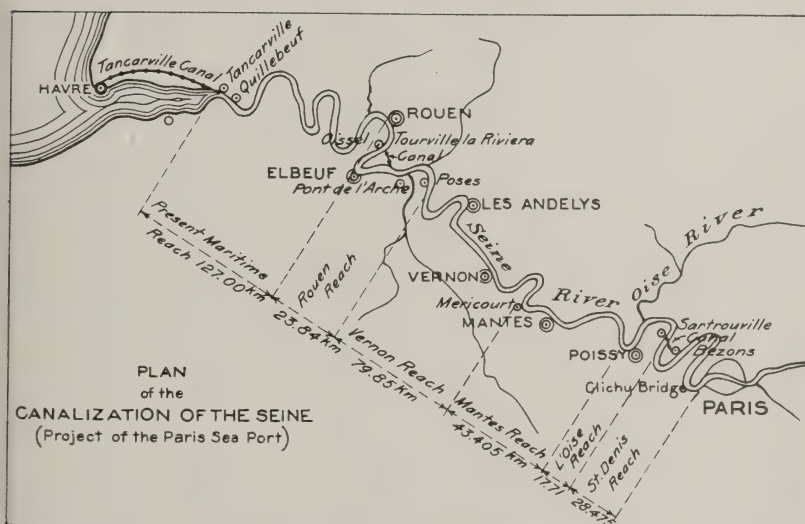 HAVRE
Tancarville Canal
Tancarville
Quillebeuf
ROUEN
Oissel
Tourville la Riviera
Canal
ELBEUF
Pont de l'Arche
Poses
LES ANDELYS
Seine
River
VERNON
Mericourt
MANTES
Oise River
Sartrouville
Canal
Bezons
POISSY
Clichy Bridge
PARIS
Present Maritime
Reach 127.00 km
Rouen
Reach
23.84 km
Vernon Reach
79.85 km
Mantes Reach
43.405 km
L'Oise
Reach
17.71
St. Denis
Reach
28.475
PLAN
of the
CANALIZATION OF THE SEINE
(Project of the Paris Sea Port)